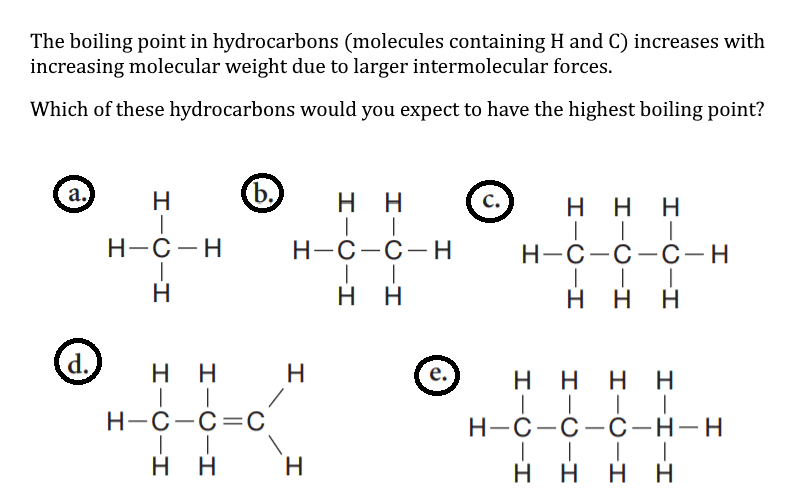 The boiling point in hydrocarbons (molecules containing H and C) increases with
increasing molecular weight due to larger intermolecular forces.
Which of these hydrocarbons would you expect to have the highest boiling point?
a.
H
H-C-H
H
b.
H H
H-C-C-H
H H
c.
H H H
H-C-C-C-H
H H H
d.
H H H
H-C-C=C
H H H
e.
H H H H
H-C-C-C-H-H
H H H H